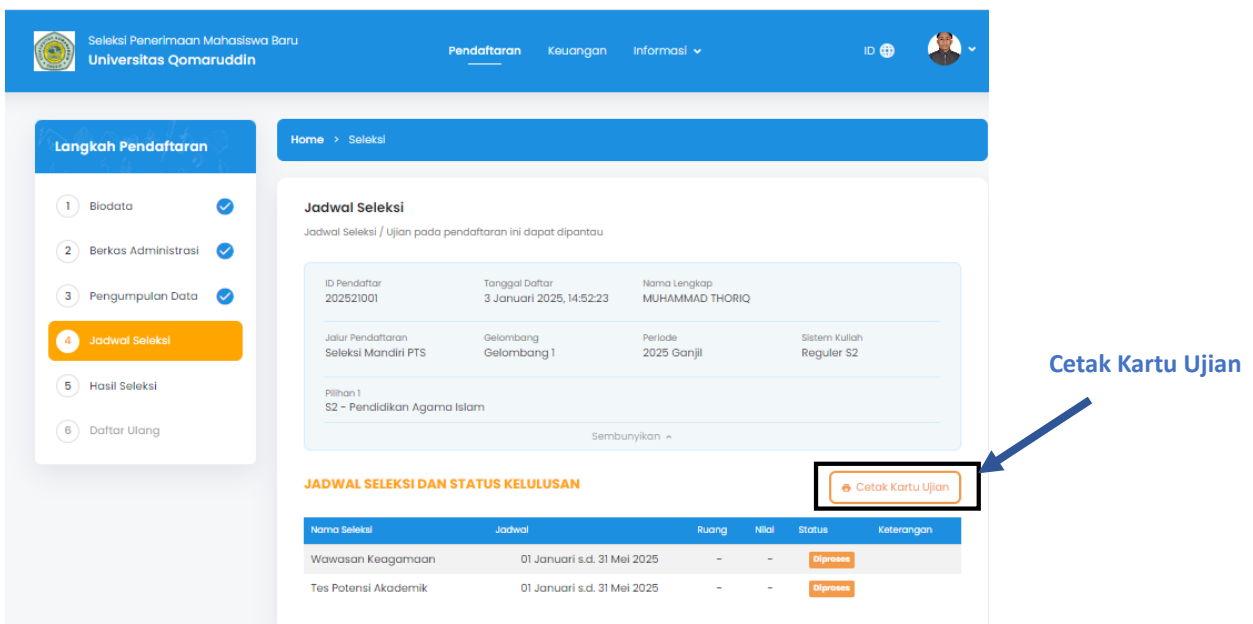 Seleksi Penerimaan Mahasiswa Baru
Universitas Qomaruddin
Pendaftaran Keuangan Informasi ID
Langkah Pendaftaran
1 Biodata
2 Berkas Administrasi
3 Pengumpulan Data
4 Jadwal Seleksi
5 Hasil Seleksi
6 Daftar Ulang
Home > Seleksi
Jadwal Seleksi
Jadwal Seleksi / Ujian pada pendaftaran ini dapat dipantau
ID Pendaftar Tanggal Daftar Nama Lengkap
202521001 3 Januari 2025, 14:52:23 MUHAMMAD THORIQ
Jalur Pendaftaran Gelombang Periode Sistem Kuliah
Seleksi Mandiri PTS Gelombang 1 2025 Ganjil Reguler S2
Pilihan 1
S2 - Pendidikan Agama Islam
Sembunyikan
JADWAL SELEKSI DAN STATUS KELULUSAN
Cetak Kartu Ujian
Nama Seleksi Jadwal Ruang Nilai Status Keterangan
Wawasan Keagamaan 01 Januari s.d. 31 Mei 2025 - - Diproses
Tes Potensi Akademik 01 Januari s.d. 31 Mei 2025 - - Diproses
Cetak Kartu Ujian